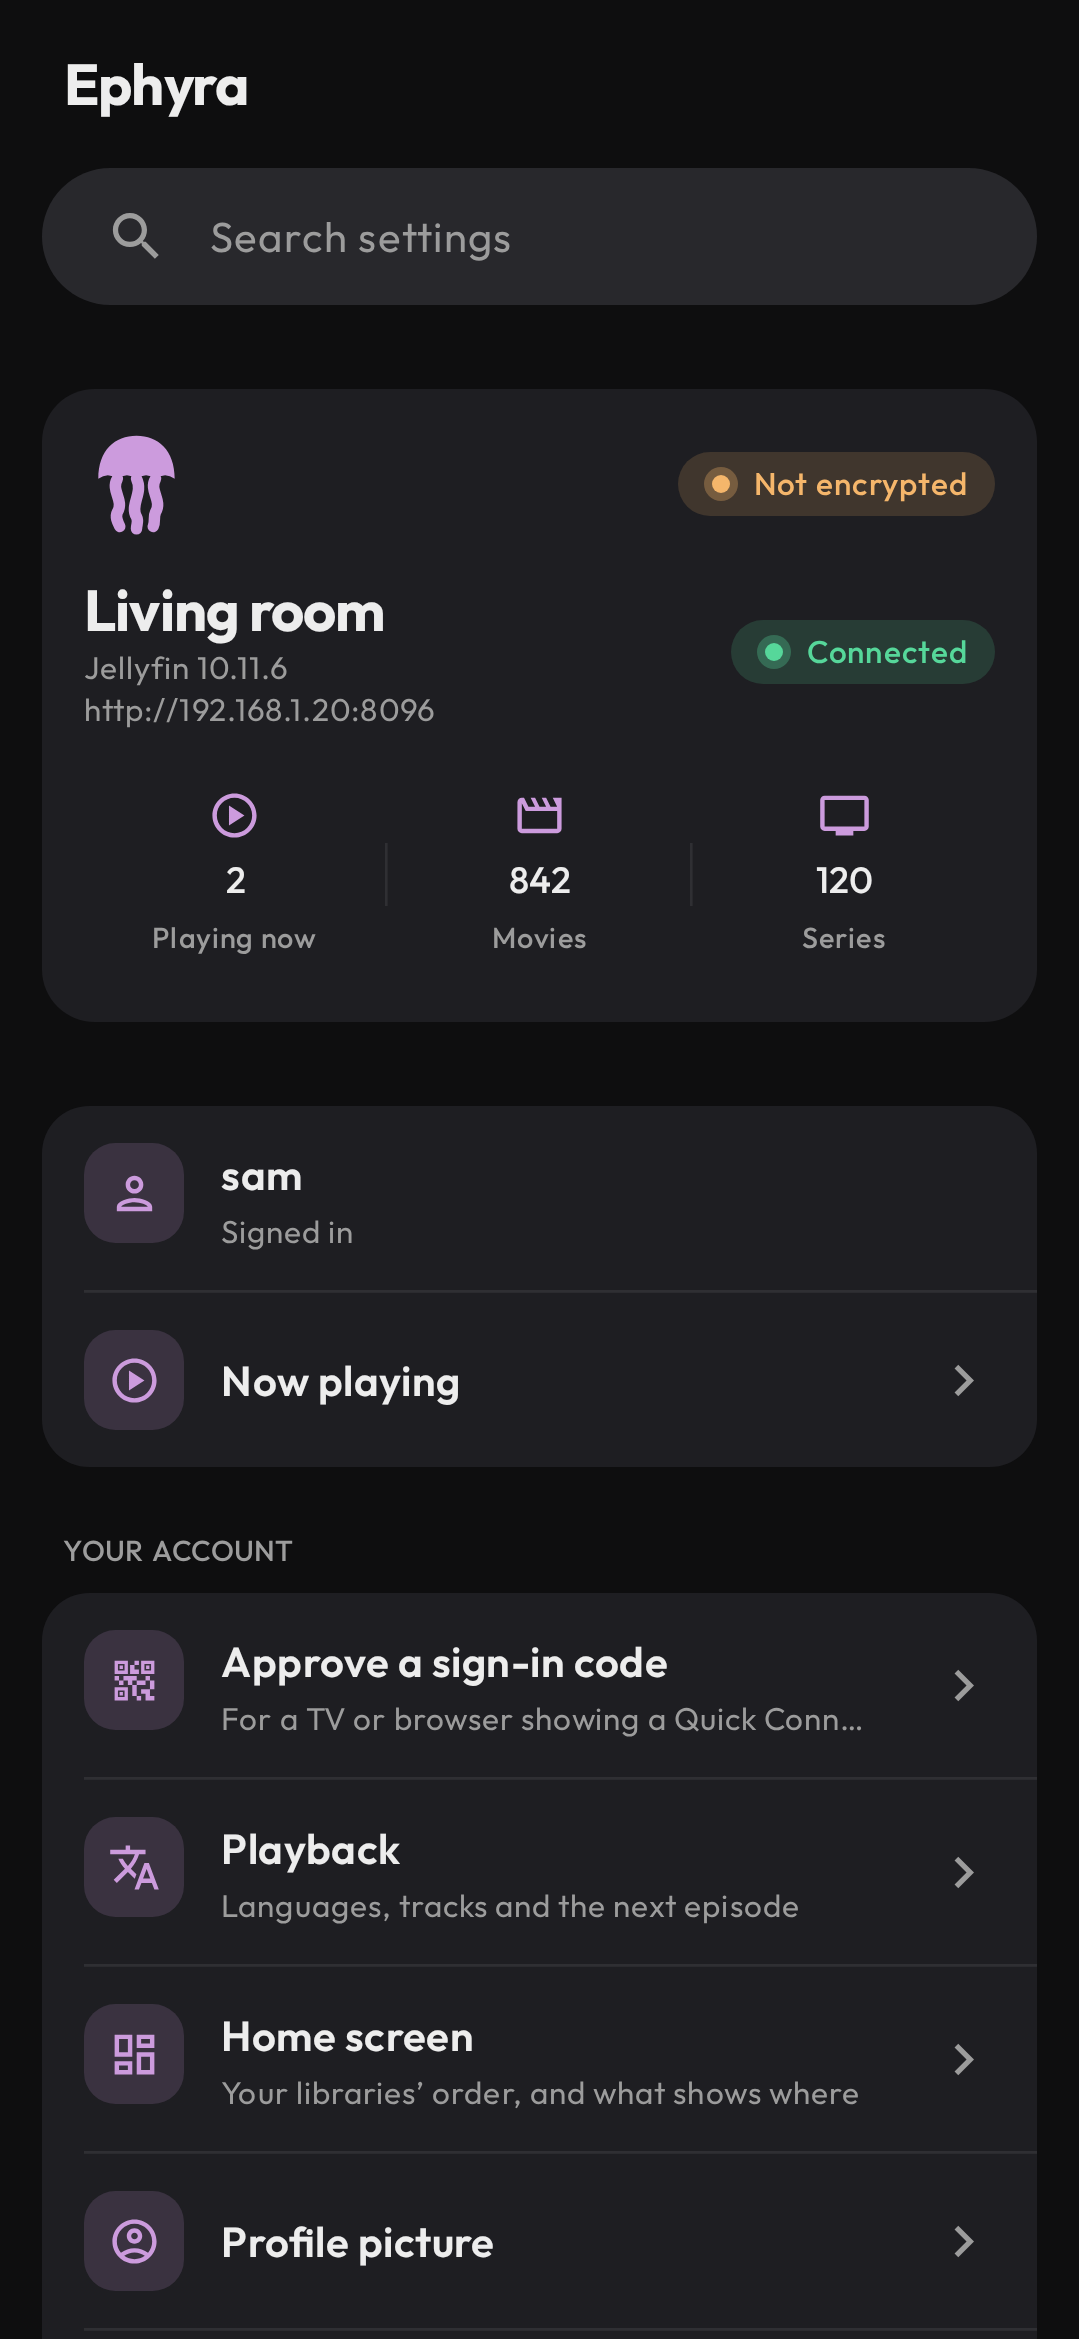 Ephyra
Search settings
Not encrypted
Living room
Jellyfin 10.11.6
http://192.168.1.20:8096
Connected
2
Playing now
842
Movies
120
Series
sam
Signed in
Now playing
YOUR ACCOUNT
Approve a sign-in code
For a TV or browser showing a Quick Conn…
Playback
Languages, tracks and the next episode
Home screen
Your libraries’ order, and what shows where
Profile picture